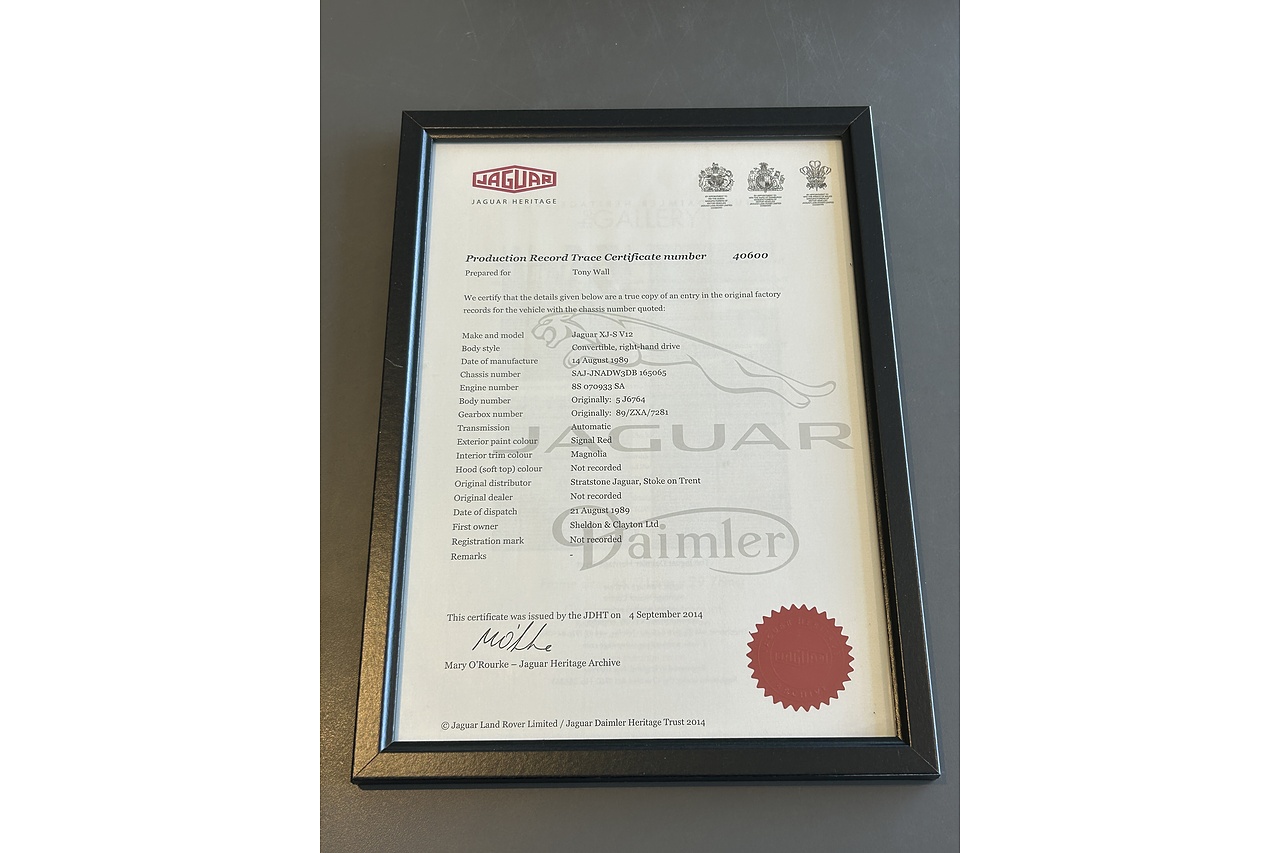 JAGUAR
JAGUAR HERITAGE
Production Record Trace Certificate number 40600
Prepared for Tony Wall
We certify that the details given below are a true copy of an entry in the original factory
records for the vehicle with the chassis number quoted:
Make and model Jaguar XJ-S V12
Body style Convertible, right-hand drive
Date of manufacture 14 August 1989
Chassis number SAJ-JNADW3DB 165065
Engine number 8S 070933 SA
Body number Originally: 5 J6764
Gearbox number Originally: 89/ZXA/7281
Transmission Automatic
Exterior paint colour Signal Red
JAGUAR
Interior trim colour Magnolia
Hood (soft top) colour Not recorded
Original distributor Stratstone Jaguar, Stoke on Trent
Original dealer Not recorded
Date of dispatch 21 August 1989
First owner Sheldon & Clayton Ltd
Registration mark Not recorded
Daimler
Remarks -
This certificate was issued by the JDHT on 4 September 2014
Mary O'Rourke – Jaguar Heritage Archive
© Jaguar Land Rover Limited / Jaguar Daimler Heritage Trust 2014